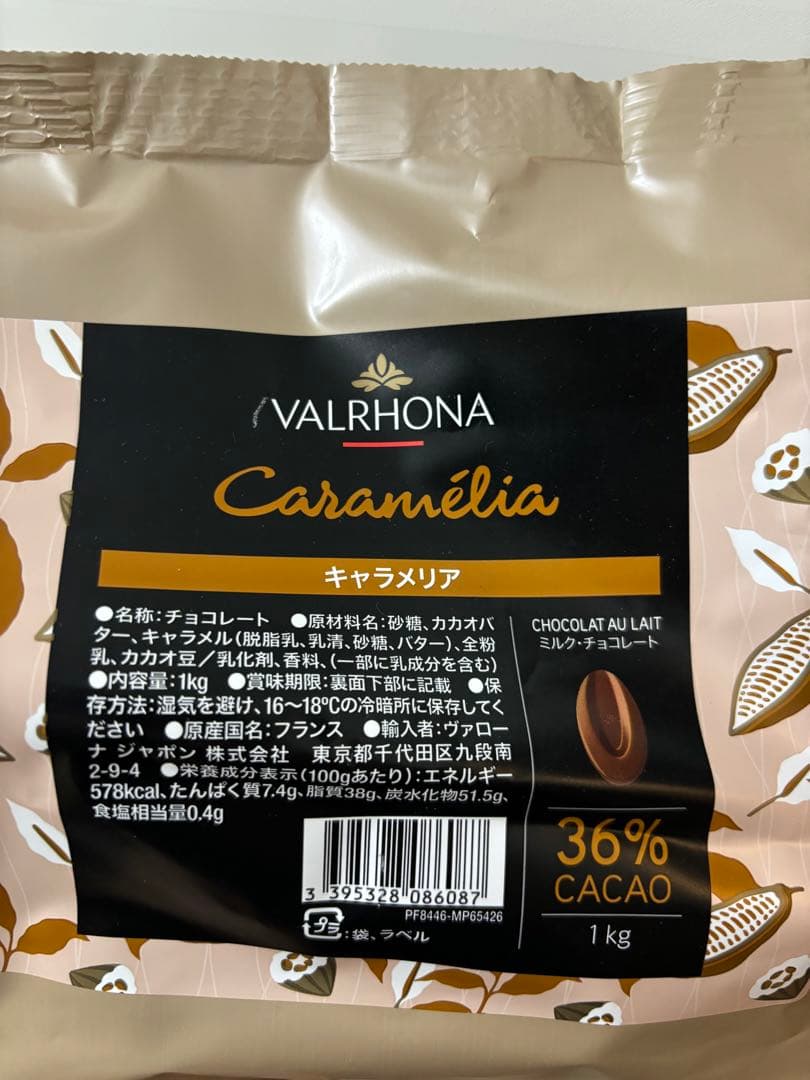 VALRHONA
Caramélia
キャラメリア
●名称：チョコレート ●原材料名：砂糖、カカオバ
ター、キャラメル（脱脂乳、乳清、砂糖、バター）、全粉
乳、カカオ豆／乳化剤、香料、（一部に乳成分を含む）
●内容量：1kg ●賞味期限：裏面下部に記載 ●保
存方法：湿気を避け、16～18℃の冷暗所に保存してく
ださい ●原産国名：フランス ●輸入者：ヴァロー
ナ ジャポン 株式会社 東京都千代田区九段南
2-9-4 ●栄養成分表示（100gあたり）：エネルギー
578kcal、たんぱく質7.4g、脂質38g、炭水化物51.5g、
食塩相当量0.4g
3 395328 086087
PF8446-MP65426
プラ：袋、ラベル
CHOCOLAT AU LAIT
ミルク・チョコレート
36%
CACAO
1 kg